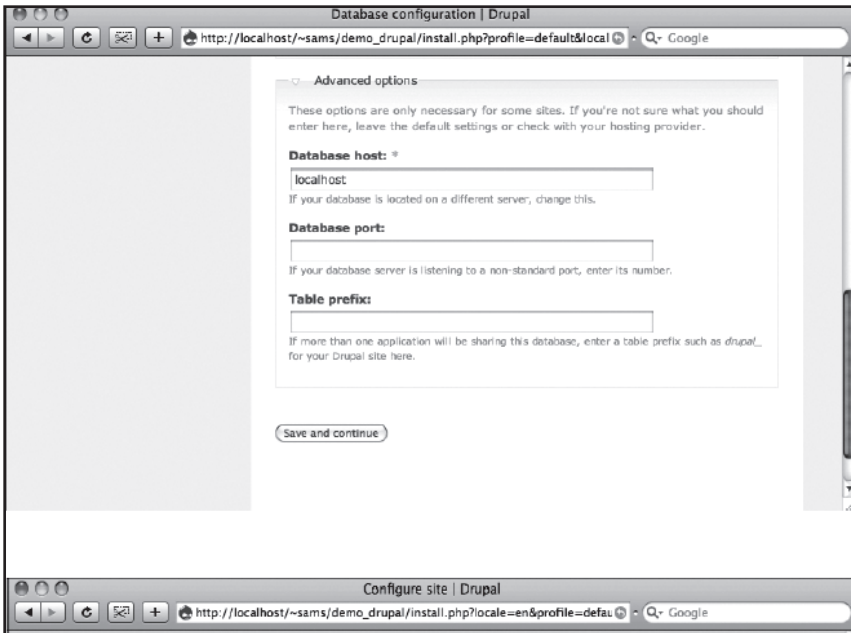 Database configuration | Drupal
http://localhost/~sams/demo_drupal/install.php?profile=default&local
Google
Advanced options
These options are only necessary for some sites. If you're not sure what you should
enter here, leave the default settings or check with your hosting provider.
Database host: *
localhost
If your database is located on a different server, change this.
Database port:
If your database server is listening to a non-standard port, enter its number.
Table prefix:
If more than one application will be sharing this database, enter a table prefix such as drupal_
for your Drupal site here.
Save and continue
Configure site | Drupal
http://localhost/~sams/demo_drupal/install.php?locale=en&profile=defau
Google